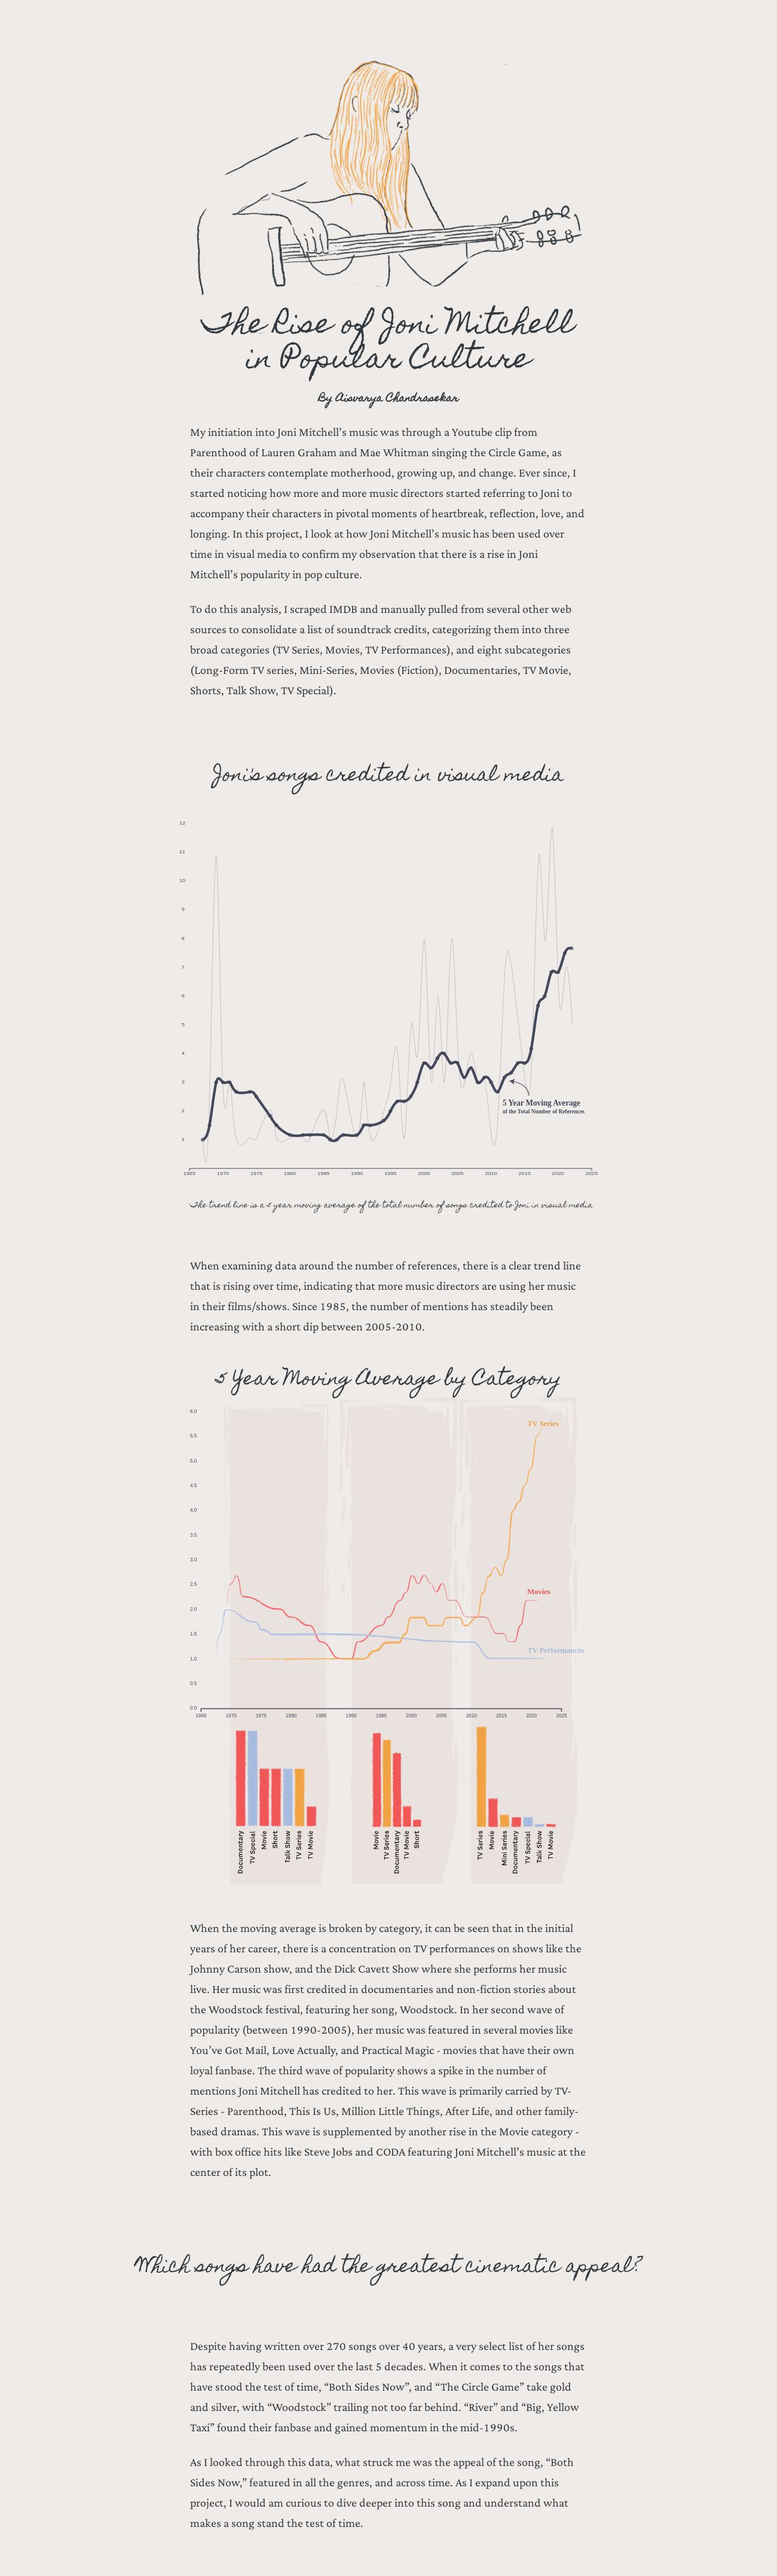 The Rise of Joni Mitchell
in Popular Culture
By Aisvarya Chandrasekar
My initiation into Joni Mitchell’s music was through a Youtube clip from
Parenthood of Lauren Graham and Mae Whitman singing the Circle Game, as
their characters contemplate motherhood, growing up, and change. Ever since, I
started noticing how more and more music directors started referring to Joni to
accompany their characters in pivotal moments of heartbreak, reflection, love, and
longing. In this project, I look at how Joni Mitchell’s music has been used over
time in visual media to confirm my observation that there is a rise in Joni
Mitchell’s popularity in pop culture.
To do this analysis, I scraped IMDB and manually pulled from several other web
sources to consolidate a list of soundtrack credits, categorizing them into three
broad categories (TV Series, Movies, TV Performances), and eight subcategories
(Long-Form TV series, Mini-Series, Movies (Fiction), Documentaries, TV Movie,
Shorts, Talk Show, TV Special).
Joni's songs credited in visual media
12
11
10
9
8
7
6
5
4
3
2
1
5 Year Moving Average
of the Total Number of References
1965 1970 1975 1980 1985 1990 1995 2000 2005 2010 2015 2020 2025
The trend line is a 5 year moving average of the total number of songs credited to Joni in visual media
When examining data around the number of references, there is a clear trend line
that is rising over time, indicating that more music directors are using her music
in their films/shows. Since 1985, the number of mentions has steadily been
increasing with a short dip between 2005-2010.
5 Year Moving Average by Category
6.0
5.5
5.0
4.5
4.0
3.5
3.0
2.5
2.0
1.5
1.0
0.5
0.0
TV Series
Movies
TV Performances
1965 1970 1975 1980 1985 1990 1995 2000 2005 2010 2015 2020 2025
Documentary
TV Special
Movie
Short
Talk Show
TV Series
TV Movie
Movie
TV Series
Documentary
TV Movie
Short
TV Series
Movie
Mini Series
Documentary
TV Special
Talk Show
TV Movie
When the moving average is broken by category, it can be seen that in the initial
years of her career, there is a concentration on TV performances on shows like the
Johnny Carson show, and the Dick Cavett Show where she performs her music
live. Her music was first credited in documentaries and non-fiction stories about
the Woodstock festival, featuring her song, Woodstock. In her second wave of
popularity (between 1990-2005), her music was featured in several movies like
You’ve Got Mail, Love Actually, and Practical Magic - movies that have their own
loyal fanbase. The third wave of popularity shows a spike in the number of
mentions Joni Mitchell has credited to her. This wave is primarily carried by TV-
Series - Parenthood, This Is Us, Million Little Things, After Life, and other family-
based dramas. This wave is supplemented by another rise in the Movie category -
with box office hits like Steve Jobs and CODA featuring Joni Mitchell’s music at the
center of its plot.
Which songs have had the greatest cinematic appeal?
Despite having written over 270 songs over 40 years, a very select list of her songs
has repeatedly been used over the last 5 decades. When it comes to the songs that
have stood the test of time, “Both Sides Now”, and “The Circle Game” take gold
and silver, with “Woodstock” trailing not too far behind. “River” and “Big, Yellow
Taxi” found their fanbase and gained momentum in the mid-1990s.
As I looked through this data, what struck me was the appeal of the song, “Both
Sides Now,” featured in all the genres, and across time. As I expand upon this
project, I would am curious to dive deeper into this song and understand what
makes a song stand the test of time.